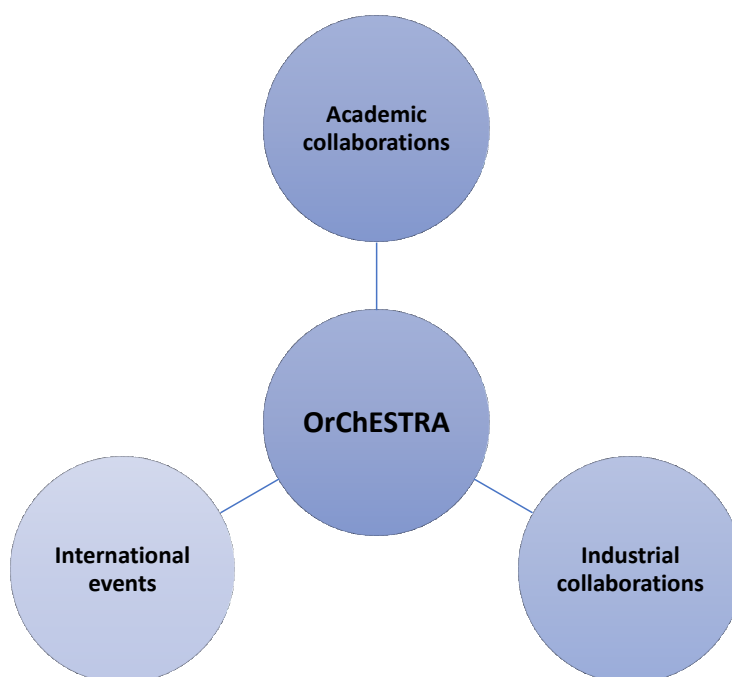 Academic
collaborations
OrChESTRA
International
events
Industrial
collaborations